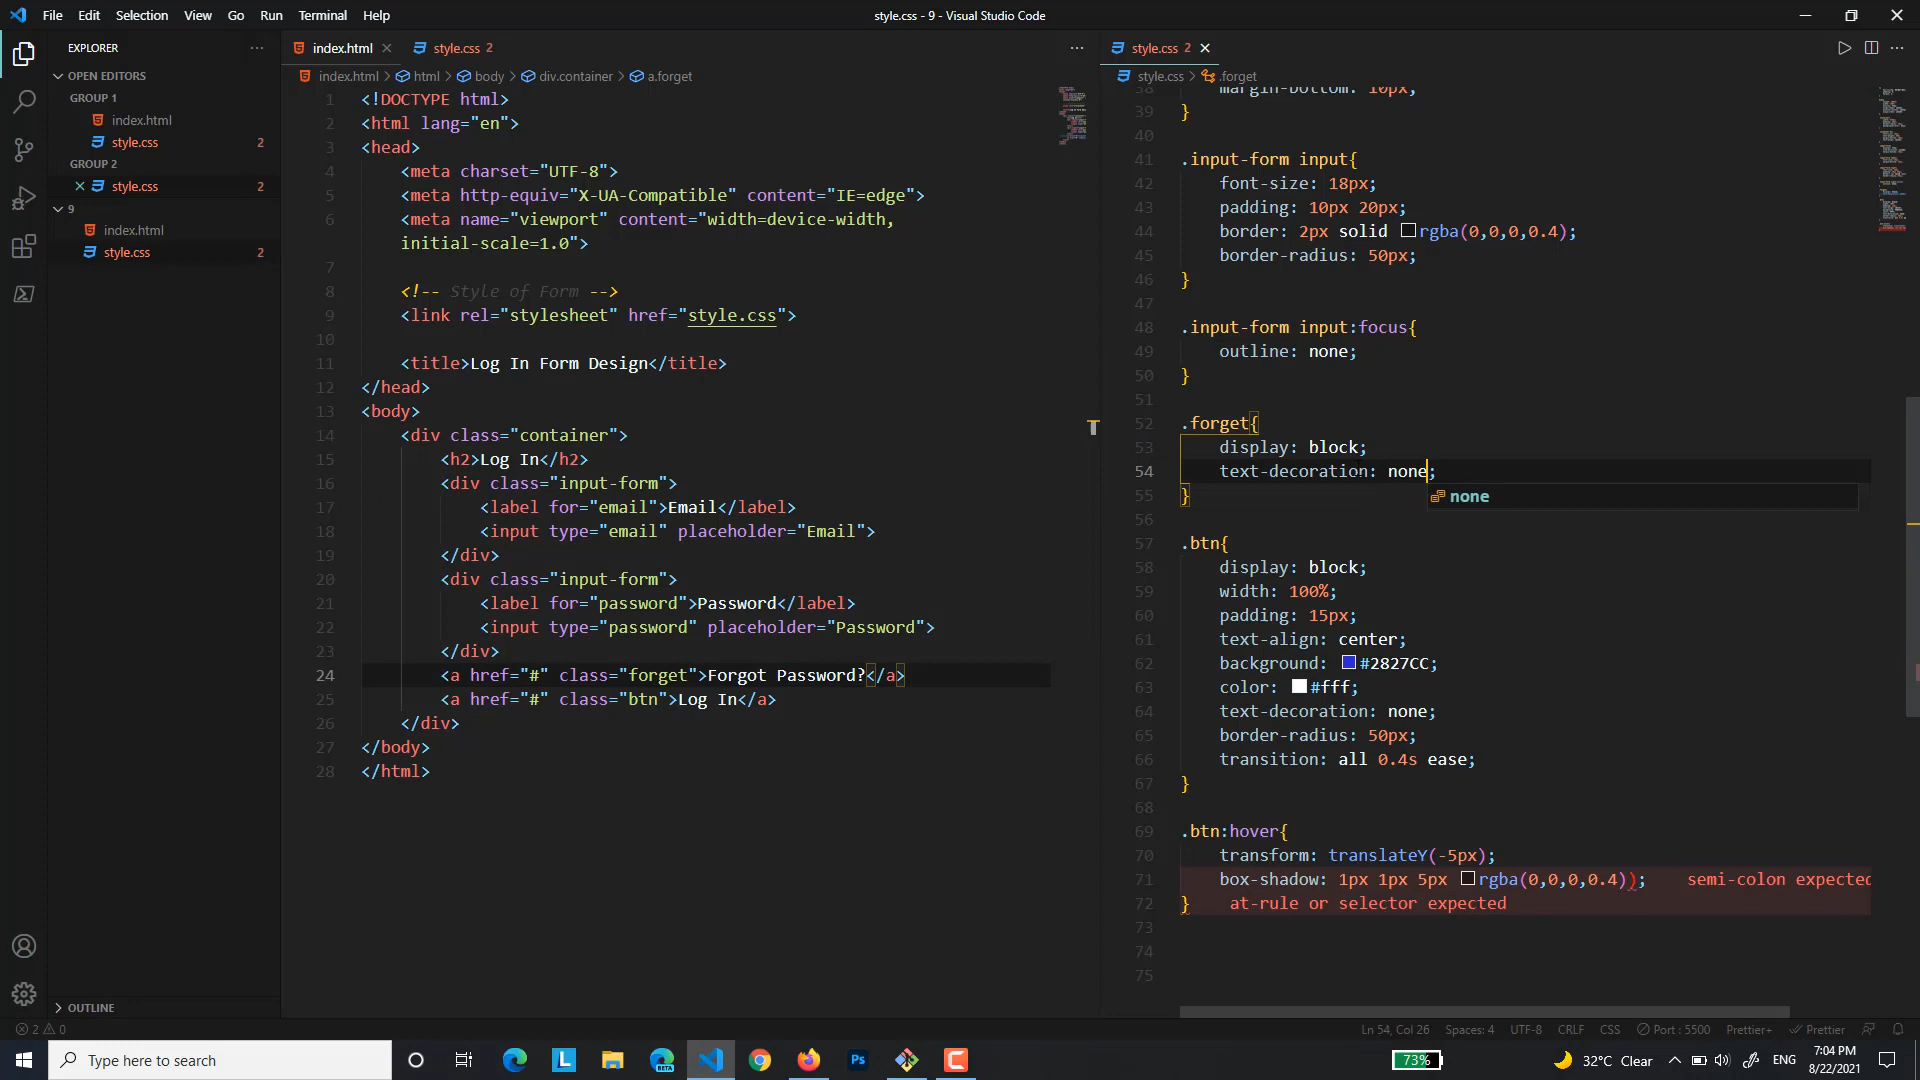 File Edit Selection View Go Run Terminal Help
style.css - 9 - Visual Studio Code
EXPLORER
OPEN EDITORS
GROUP 1
index.html
style.css 2
GROUP 2
style.css 2
9
index.html
style.css 2
OUTLINE
index.html style.css 2
index.html > html > body > div.container > a.forget
1 <!DOCTYPE html>
2 <html lang="en">
3 <head>
4 <meta charset="UTF-8">
5 <meta http-equiv="X-UA-Compatible" content="IE=edge">
6 <meta name="viewport" content="width=device-width,
initial-scale=1.0">
7
8 <!-- Style of Form -->
9 <link rel="stylesheet" href="style.css">
10
11 <title>Log In Form Design</title>
12 </head>
13 <body>
14 <div class="container">
15 <h2>Log In</h2>
16 <div class="input-form">
17 <label for="email">Email</label>
18 <input type="email" placeholder="Email">
19 </div>
20 <div class="input-form">
21 <label for="password">Password</label>
22 <input type="password" placeholder="Password">
23 </div>
24 <a href="#" class="forget">Forgot Password?</a>
25 <a href="#" class="btn">Log In</a>
26 </div>
27 </body>
28 </html>
style.css 2
style.css > .forget
38 margin-bottom: 10px;
39 }
40
41 .input-form input{
42 font-size: 18px;
43 padding: 10px 20px;
44 border: 2px solid rgba(0,0,0,0.4);
45 border-radius: 50px;
46 }
47
48 .input-form input:focus{
49 outline: none;
50 }
51
52 .forget{
53 display: block;
54 text-decoration: none;
55 }
none
56
57 .btn{
58 display: block;
59 width: 100%;
60 padding: 15px;
61 text-align: center;
62 background: #2827CC;
63 color: #fff;
64 text-decoration: none;
65 border-radius: 50px;
66 transition: all 0.4s ease;
67 }
68
69 .btn:hover{
70 transform: translateY(-5px);
71 box-shadow: 1px 1px 5px rgba(0,0,0,0.4)); semi-colon expected
72 } at-rule or selector expected
73
74
75
2 0
Ln 54, Col 26 Spaces: 4 UTF-8 CRLF CSS Port : 5500 Prettier+ Prettier
Type here to search
L
BETA
Ps
73%
32°C Clear
ENG
7:04 PM
8/22/2021